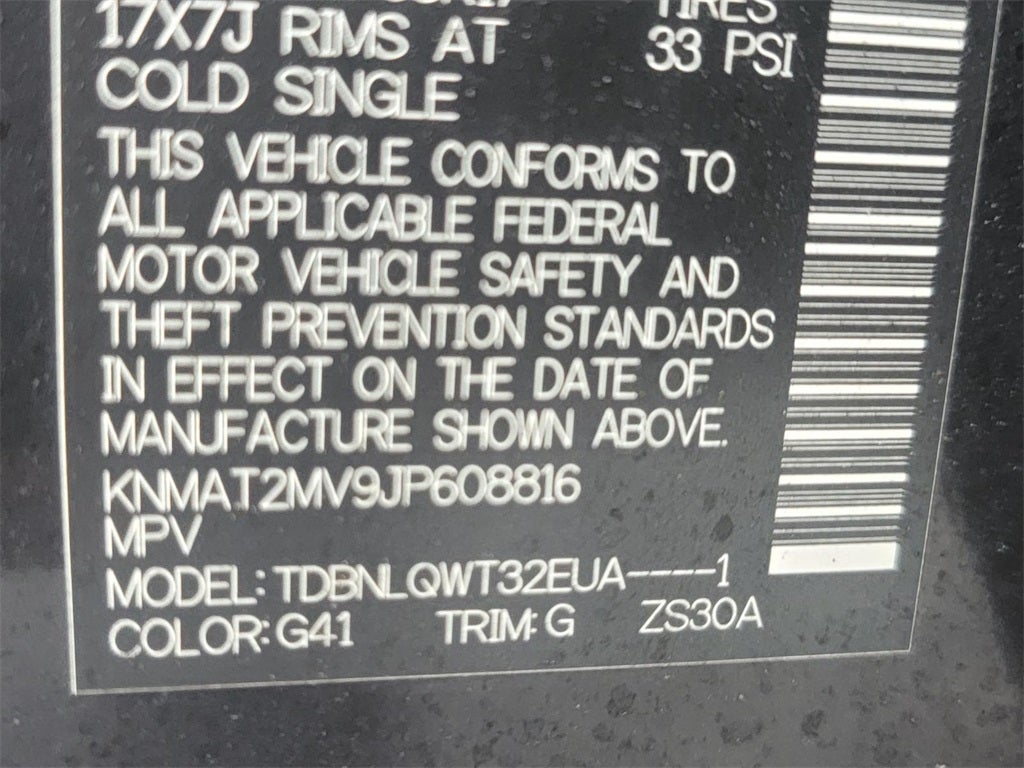 TIRES
17X7J RIMS AT 33 PSI
COLD SINGLE
THIS VEHICLE CONFORMS TO
ALL APPLICABLE FEDERAL
MOTOR VEHICLE SAFETY AND
THEFT PREVENTION STANDARDS
IN EFFECT ON THE DATE OF
MANUFACTURE SHOWN ABOVE.
KNMAT2MV9JP608816
MPV
MODEL: TDBNLQWT32EUA----1
COLOR: G41 TRIM: G ZS30A